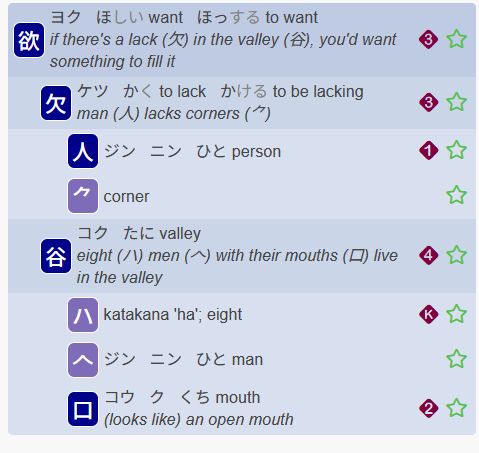 欲 ヨク ほしい want ほっする to want
if there's a lack (欠) in the valley (谷), you'd want
something to fill it
3
欠 ケツ かく to lack かける to be lacking
man (人) lacks corners (⺈)
3
人 ジン ニン ひと person
1
⺈ corner
谷 コク たに valley
eight (ハ) men (へ) with their mouths (口) live
in the valley
4
ハ katakana 'ha'; eight
K
へ ジン ニン ひと man
口 コウ ク くち mouth
(looks like) an open mouth
2